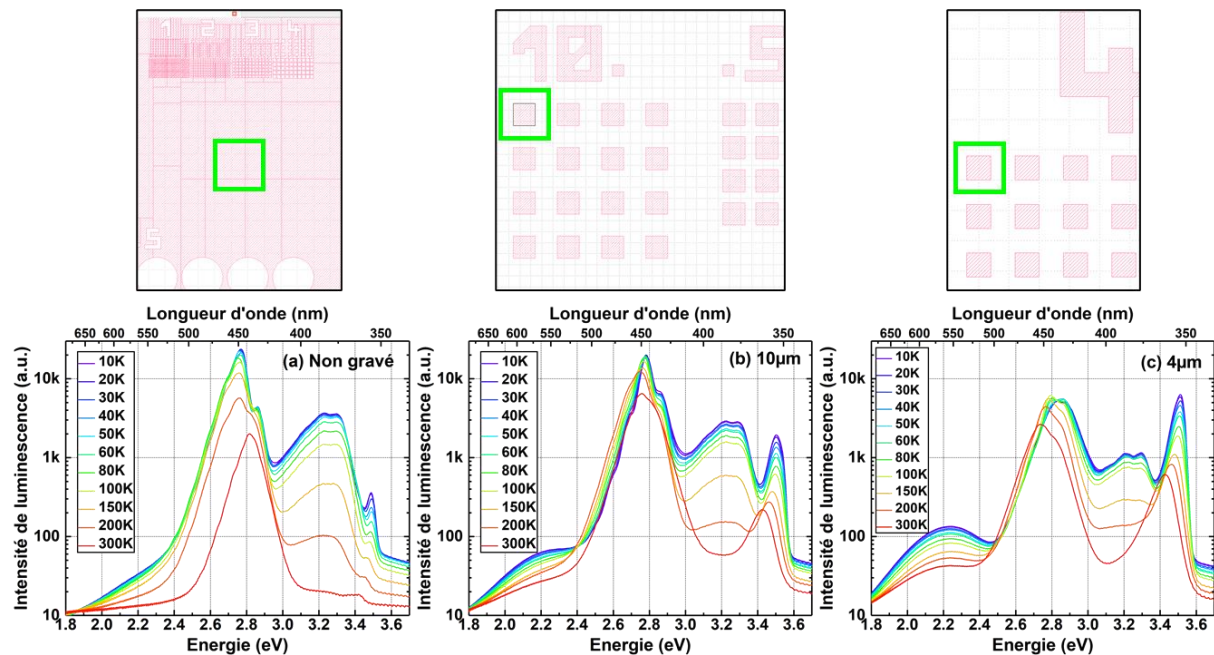 1 2 3 4
5
10. .5
4
Longueur d'onde (nm)
650 600 550 500 450 400 350
(a) Non gravé
10K
20K
30K
40K
50K
60K
80K
100K
150K
200K
300K
Intensité de luminescence (a.u.)
10k
1k
100
10
1.8 2.0 2.2 2.4 2.6 2.8 3.0 3.2 3.4 3.6
Energie (eV)
Longueur d'onde (nm)
650 600 550 500 450 400 350
(b) 10µm
10K
20K
30K
40K
50K
60K
80K
100K
150K
200K
300K
Intensité de luminescence (a.u.)
10k
1k
100
10
1.8 2.0 2.2 2.4 2.6 2.8 3.0 3.2 3.4 3.6
Energie (eV)
Longueur d'onde (nm)
650 600 550 500 450 400 350
(c) 4µm
10K
20K
30K
40K
50K
60K
80K
100K
150K
200K
300K
Intensité de luminescence (a.u.)
10k
1k
100
10
1.8 2.0 2.2 2.4 2.6 2.8 3.0 3.2 3.4 3.6
Energie (eV)